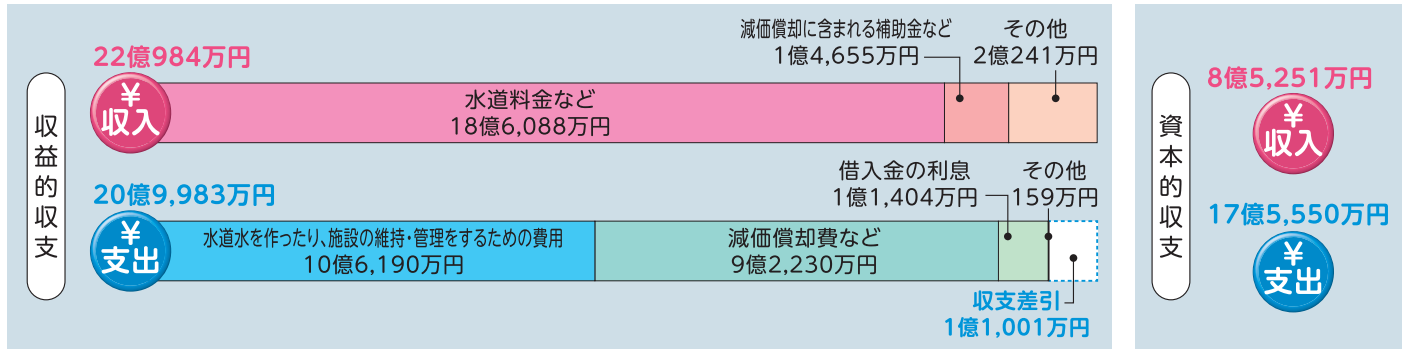 収益的収支
22億984万円
¥
収入
水道料金など
18億6,088万円
減価償却に含まれる補助金など
1億4,655万円
その他
2億241万円
20億9,983万円
¥
支出
水道水を作ったり、施設の維持・管理をするための費用
10億6,190万円
減価償却費など
9億2,230万円
借入金の利息
1億1,404万円
その他
159万円
収支差引
1億1,001万円
資本的収支
8億5,251万円
¥
収入
17億5,550万円
¥
支出